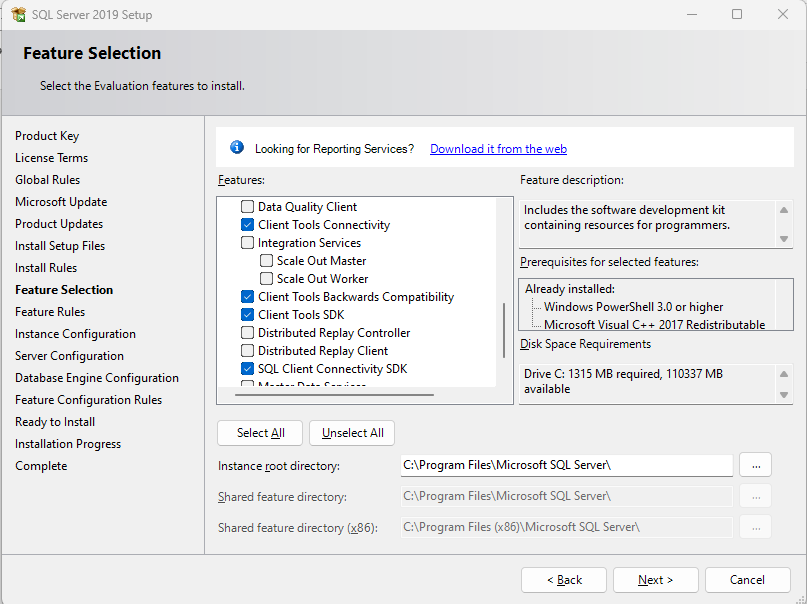 SQL Server 2019 Setup
Feature Selection
Select the Evaluation features to install.
Product Key
License Terms
Global Rules
Microsoft Update
Product Updates
Install Setup Files
Install Rules
Feature Selection
Feature Rules
Instance Configuration
Server Configuration
Database Engine Configuration
Feature Configuration Rules
Ready to Install
Installation Progress
Complete
Looking for Reporting Services? Download it from the web
Features:
Data Quality Client
Client Tools Connectivity
Integration Services
Scale Out Master
Scale Out Worker
Client Tools Backwards Compatibility
Client Tools SDK
Distributed Replay Controller
Distributed Replay Client
SQL Client Connectivity SDK
Master Data Services
Feature description:
Includes the software development kit
containing resources for programmers.
Prerequisites for selected features:
Already installed:
Windows PowerShell 3.0 or higher
Microsoft Visual C++ 2017 Redistributable
Disk Space Requirements
Drive C: 1315 MB required, 110337 MB
available
Select All
Unselect All
Instance root directory: C:\Program Files\Microsoft SQL Server\ ...
Shared feature directory: C:\Program Files\Microsoft SQL Server\ ...
Shared feature directory (x86): C:\Program Files (x86)\Microsoft SQL Server\ ...
< Back
Next >
Cancel